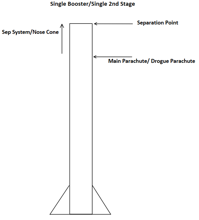 Single Booster/Single 2nd Stage
Separation Point
Sep System/Nose Cone
Main Parachute/ Drogue Parachute